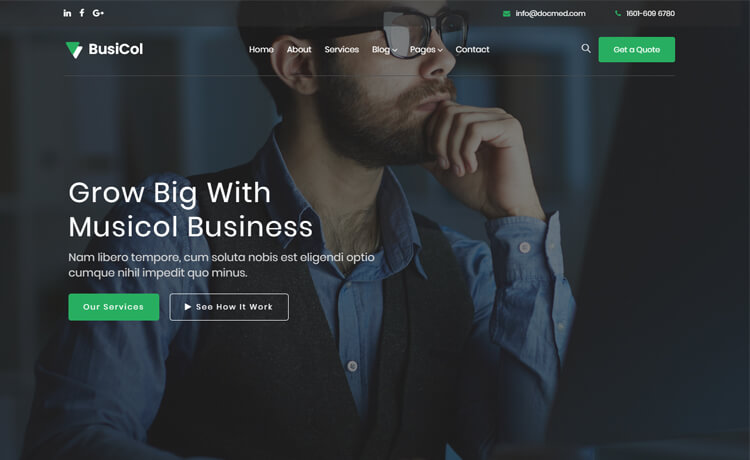 info@docmed.com 1601-609 6780
BusiCol Home About Services Blog Pages Contact Get a Quote
Grow Big With
Musicol Business
Nam libero tempore, cum soluta nobis est eligendi optio
cumque nihil impedit quo minus.
Our Services See How It Work